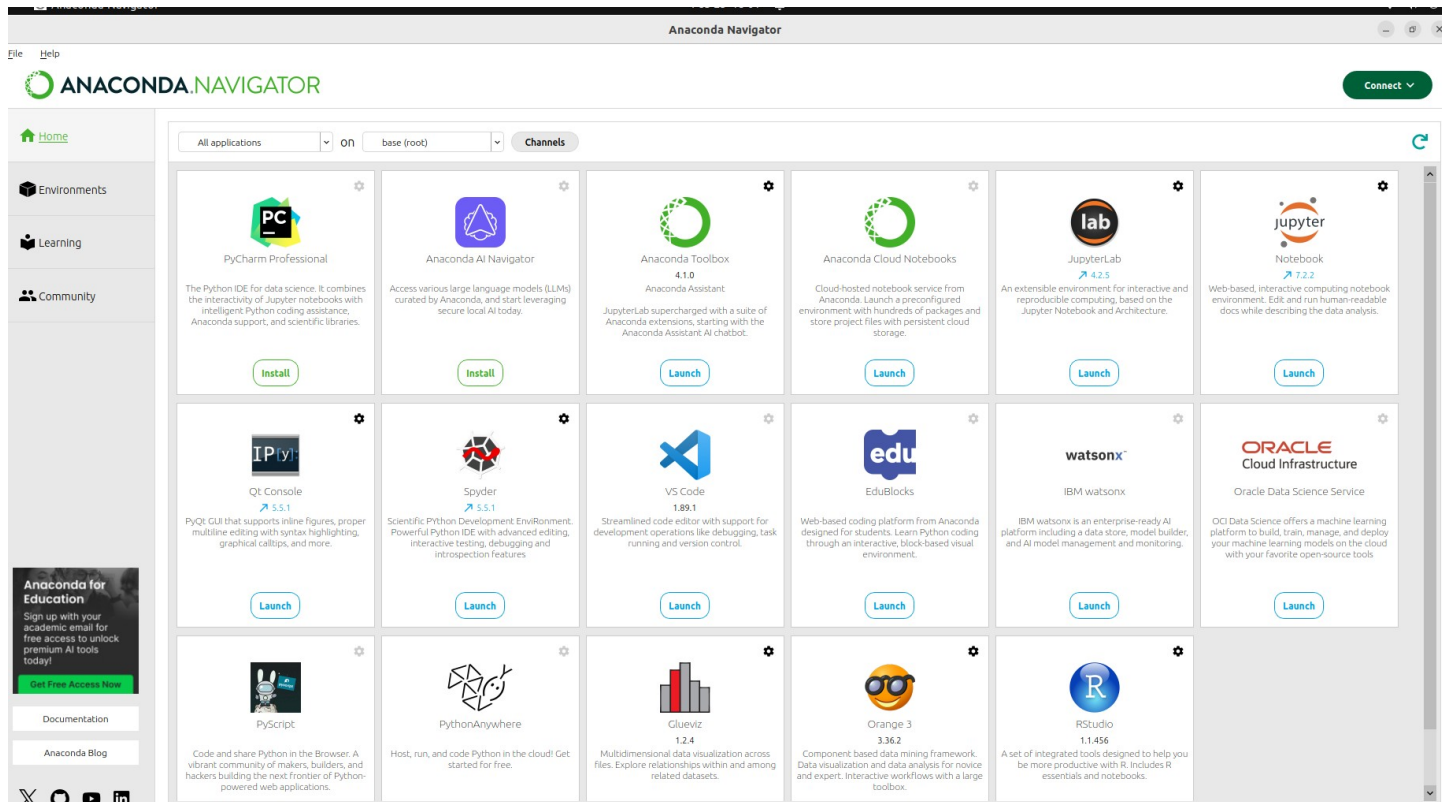 Anaconda Navigator
Anaconda Navigator
File Help
ANACONDA.NAVIGATOR
Connect
Home
Environments
Learning
Community
All applications on base (root) Channels
PC
PyCharm Professional
The Python IDE for data science. It combines
the interactivity of Jupyter notebooks with
intelligent Python coding assistance,
Anaconda support, and scientific libraries.
Install
Anaconda AI Navigator
Access various large language models (LLMs)
curated by Anaconda, and start leveraging
secure local AI today.
Install
Anaconda Toolbox
4.1.0
Anaconda Assistant
JupyterLab supercharged with a suite of
Anaconda extensions, starting with the
Anaconda Assistant AI chatbot.
Launch
Anaconda Cloud Notebooks
Cloud-hosted notebook service from
Anaconda. Launch a preconfigured
environment with hundreds of packages and
store project files with persistent cloud
storage.
Launch
lab
JupyterLab
4.2.5
An extensible environment for interactive and
reproducible computing, based on the
Jupyter Notebook and Architecture.
Launch
jupyter
Notebook
7.2.2
Web-based, interactive computing notebook
environment. Edit and run human-readable
docs while describing the data analysis.
Launch
IP[y]:
Qt Console
5.5.1
PyQt GUI that supports inline figures, proper
multiline editing with syntax highlighting,
graphical calltips, and more.
Launch
Spyder
5.5.1
Scientific PYthon Development EnviRonment.
Powerful Python IDE with advanced editing,
interactive testing, debugging and
introspection features
Launch
VS Code
1.89.1
Streamlined code editor with support for
development operations like debugging, task
running and version control.
Launch
edu
EduBlocks
Web-based coding platform from Anaconda
designed for students. Learn Python coding
through an interactive, block-based visual
environment.
Launch
watsonx
IBM watsonx
IBM watsonx is an enterprise-ready AI
platform including a data store, model builder,
and AI model management and monitoring.
Launch
ORACLE
Cloud Infrastructure
Oracle Data Science Service
OCI Data Science offers a machine learning
platform to build, train, manage, and deploy
your machine learning models on the cloud
with your favorite open-source tools
Launch
PyScript
Code and share Python in the Browser. A
vibrant community of makers, builders, and
hackers building the next frontier of Python-
powered web applications.
PythonAnywhere
Host, run, and code Python in the cloud! Get
started for free.
Glueviz
1.2.4
Multidimensional data visualization across
files. Explore relationships within and among
related datasets.
Orange 3
3.36.2
Component based data mining framework.
Data visualization and data analysis for novice
and expert. Interactive workflows with a large
toolbox.
R
RStudio
1.1.456
A set of integrated tools designed to help you
be more productive with R. Includes R
essentials and notebooks.
Anaconda for
Education
Sign up with your
academic email for
free access to unlock
premium AI tools
today!
Get Free Access Now
Documentation
Anaconda Blog